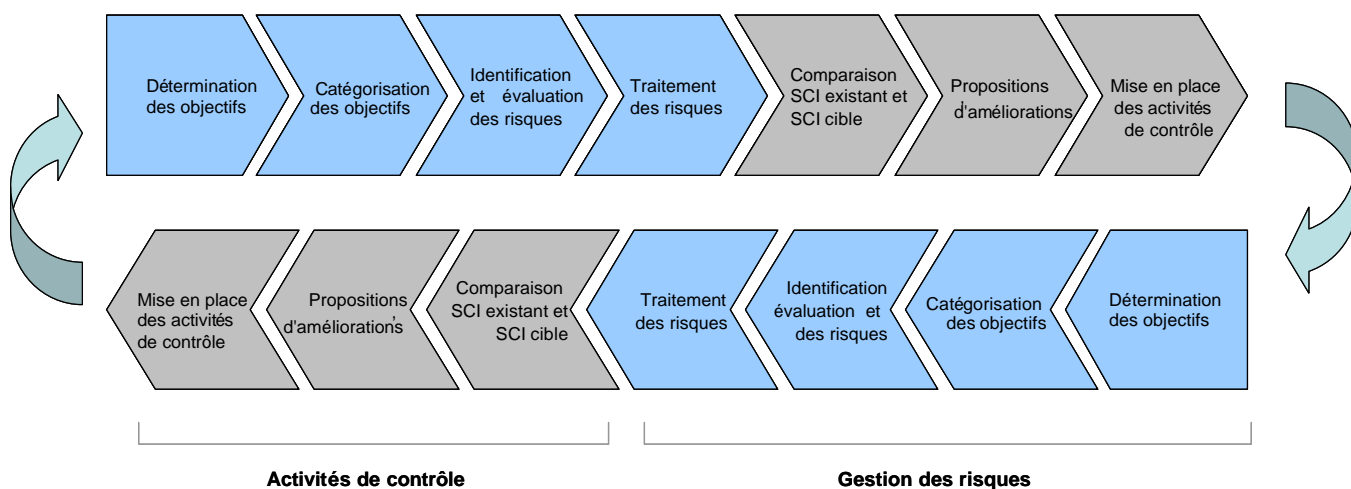 Détermination
des objectifs
Catégorisation
des objectifs
Identification
et évaluation
des risques
Traitement
des risques
Comparaison
SCI existant et
SCI cible
Propositions
d'améliorations
Mise en place
des activités
de contrôle
Mise en place
des activités
de contrôle
Propositions
d'améliorations
Comparaison
SCI existant et
SCI cible
Traitement
des risques
Identification
évaluation et
des risques
Catégorisation
des objectifs
Détermination
des objectifs
Activités de contrôle
Gestion des risques